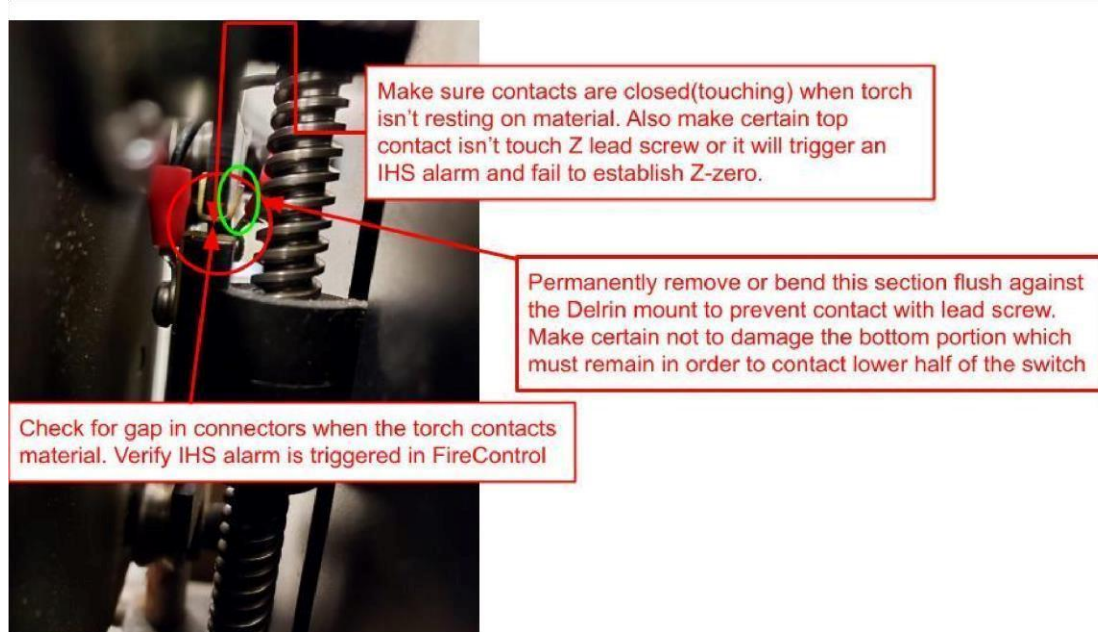 Make sure contacts are closed(touching) when torch
isn't resting on material. Also make certain top
contact isn't touch Z lead screw or it will trigger an
IHS alarm and fail to establish Z-zero.
Permanently remove or bend this section flush against
the Delrin mount to prevent contact with lead screw.
Make certain not to damage the bottom portion which
must remain in order to contact lower half of the switch
Check for gap in connectors when the torch contacts
material. Verify IHS alarm is triggered in FireControl